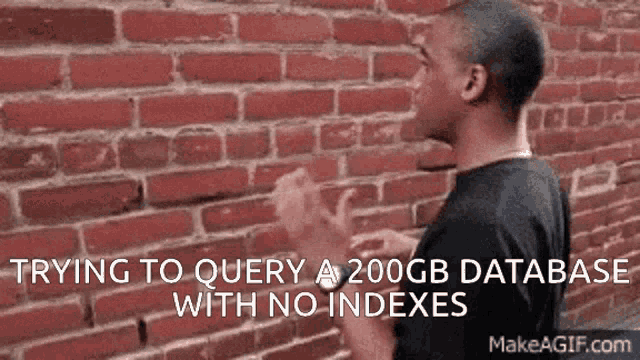 TRYING TO QUERY A 200GB DATABASE
WITH NO INDEXES
MakeAGIF.com